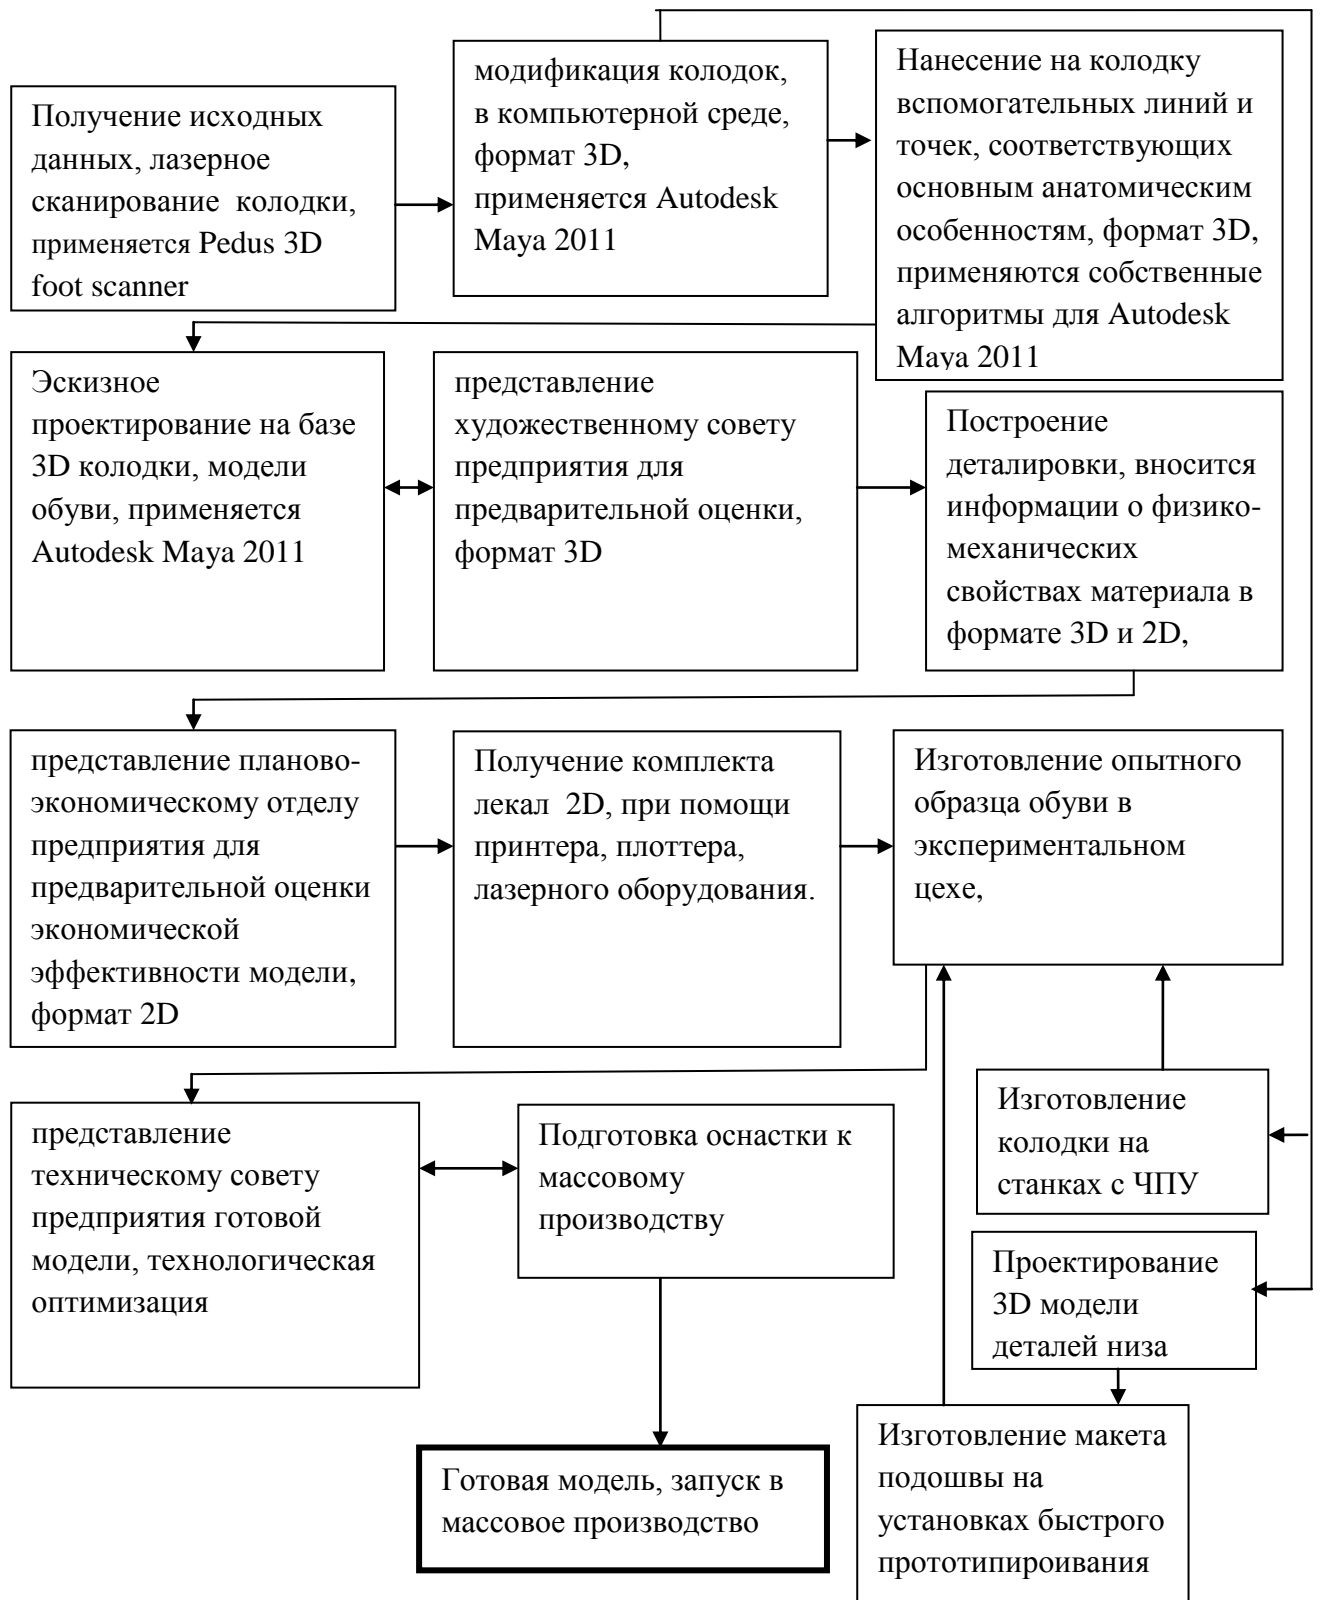 Получение исходных
данных, лазерное
сканирование колодки,
применяется Pedus 3D
foot scanner
модификация колодок,
в компьютерной среде,
формат 3D,
применяется Autodesk
Maya 2011
Нанесение на колодку
вспомогательных линий и
точек, соответствующих
основным анатомическим
особенностям, формат 3D,
применяются собственные
алгоритмы для Autodesk
Maya 2011
Эскизное
проектирование на базе
3D колодки, модели
обуви, применяется
Autodesk Maya 2011
представление
художественному совету
предприятия для
предварительной оценки,
формат 3D
Построение
деталировки, вносится
информации о физико-
механических
свойствах материала в
формате 3D и 2D,
представление планово-
экономическому отделу
предприятия для
предварительной оценки
экономической
эффективности модели,
формат 2D
Получение комплекта
лекал 2D, при помощи
принтера, плоттера,
лазерного оборудования.
Изготовление опытного
образца обуви в
экспериментальном
цехе,
представление
техническому совету
предприятия готовой
модели, технологическая
оптимизация
Подготовка оснастки к
массовому
производству
Изготовление
колодки на
станках с ЧПУ
Проектирование
3D модели
деталей низа
Готовая модель, запуск в
массовое производство
Изготовление макета
подошвы на
установках быстрого
прототипироивания